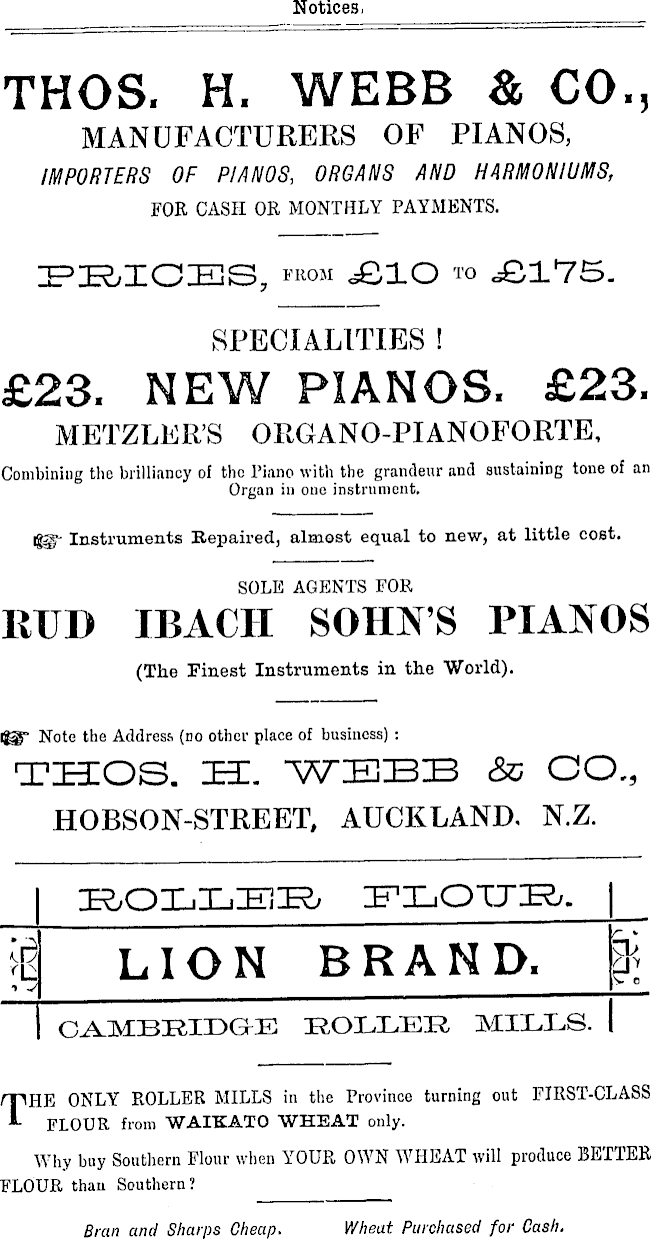 Notices.
THOS. H. WEBB & CO.,
MANUFACTURERS OF PIANOS,
IMPORTERS OF PIANOS, ORGANS AND HARMONIUMS,
FOR CASH OR MONTHLY PAYMENTS.
PRICES, FROM £10 TO £175.
SPECIALITIES!
£23. NEW PIANOS. £23.
METZLER'S ORGANO-PIANOFORTE,
Combining the brilliancy of the Piano with the grandeur and sustaining tone of an
Organ in one instrument.
☞ Instruments Repaired, almost equal to new, at little cost.
SOLE AGENTS FOR
RUD IBACH SOHN'S PIANOS
(The Finest Instruments in the World).
☞ Note the Address (no other place of business) :
THOS. H. WEBB & CO.,
HOBSON-STREET, AUCKLAND. N.Z.
ROLLER FLOUR.
LION BRAND.
CAMBRIDGE ROLLER MILLS.
THE ONLY ROLLER MILLS in the Province turning out FIRST-CLASS
FLOUR from WAIKATO WHEAT only.
Why buy Southern Flour when YOUR OWN WHEAT will produce BETTER
FLOUR than Southern?
Bran and Sharps Cheap. Wheat Purchased for Cash.